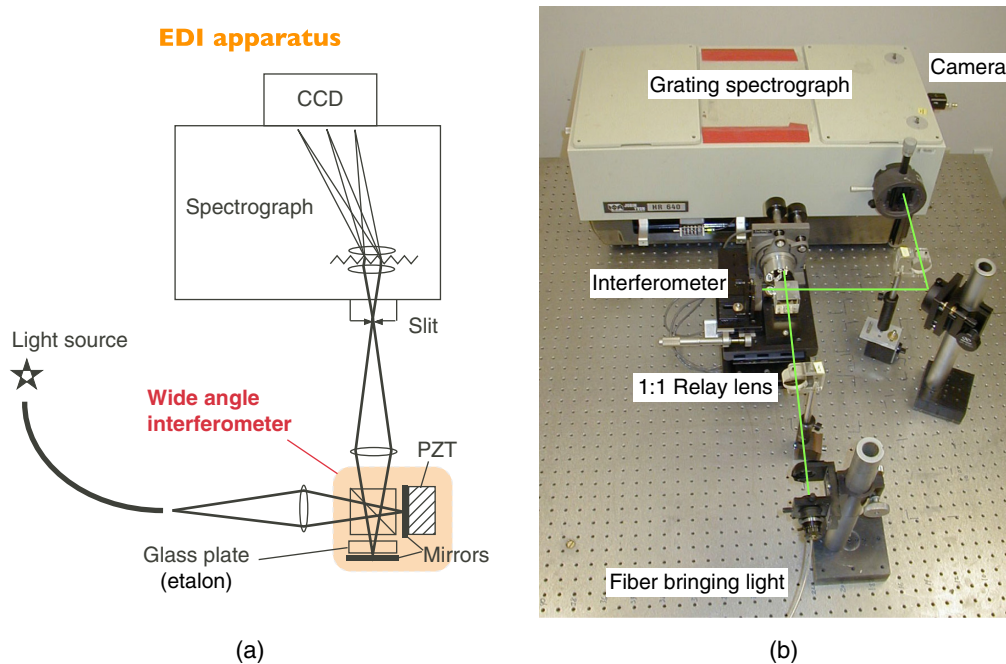 EDI apparatus
CCD
Spectrograph
Slit
Light source
Wide angle
interferometer
PZT
Glass plate
(etalon)
Mirrors
(a)
Camera
Grating spectrograph
HR 640
Interferometer
1:1 Relay lens
Fiber bringing light
(b)